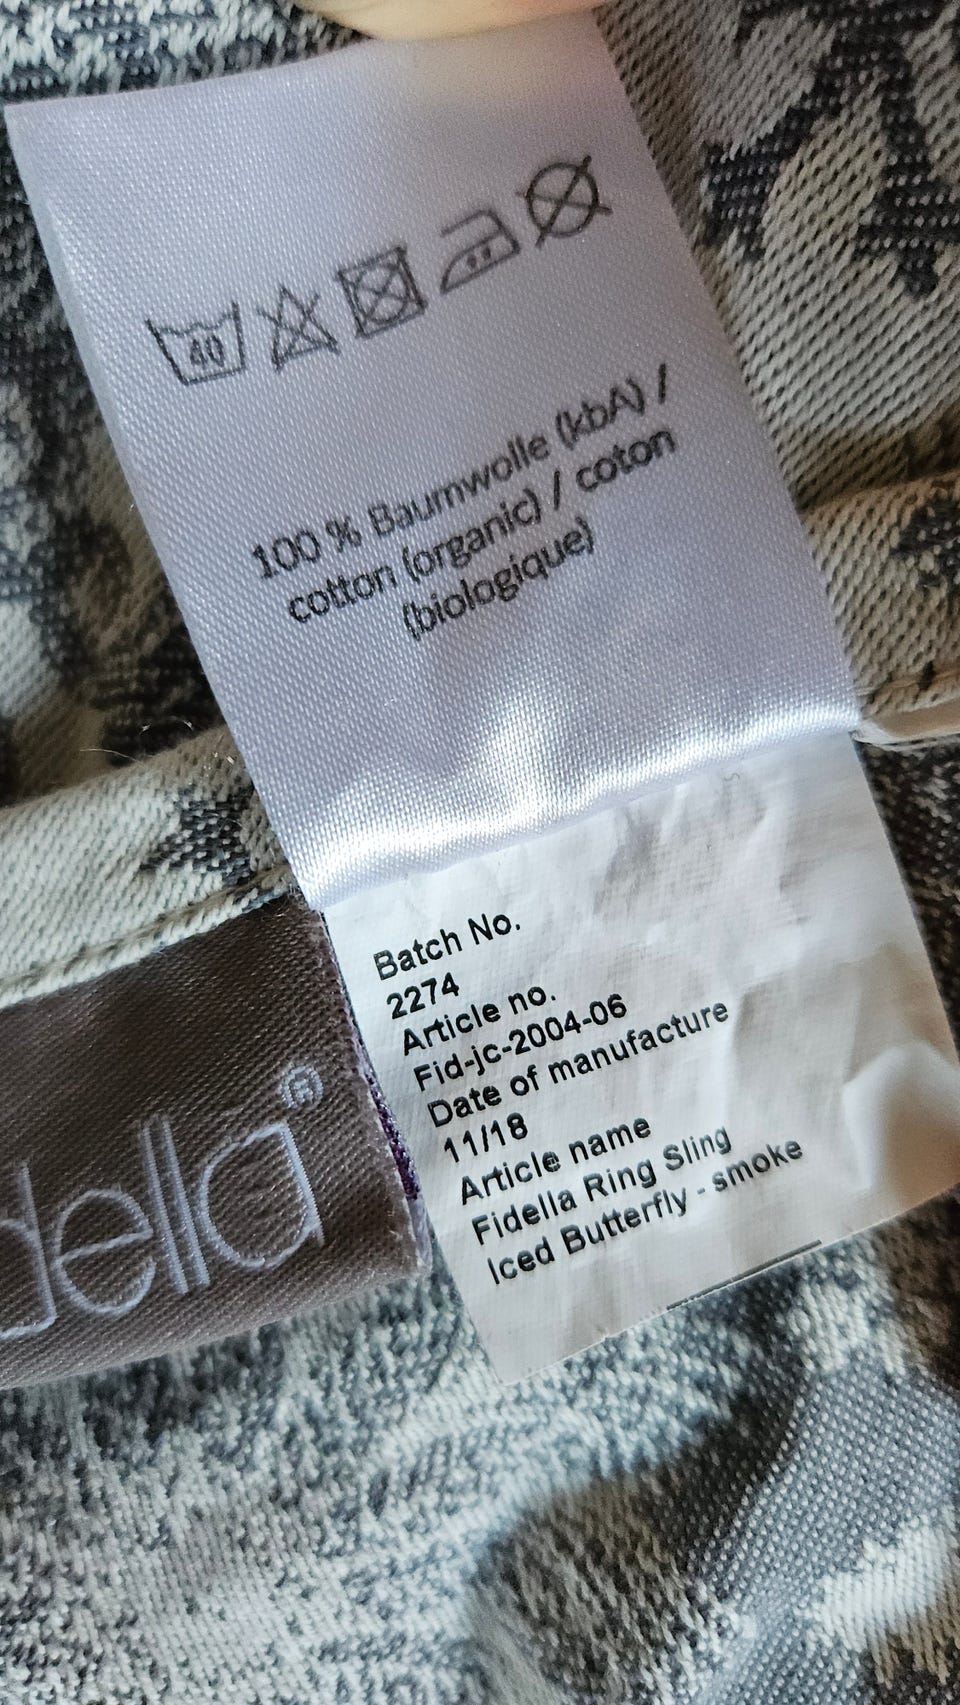 40
100 % Baumwolle (kbA) /
cotton (organic) / coton
(biologique)
Batch No.
2274
Article no.
Fid-jc-2004-06
Date of manufacture
11/18
Article name
Fidella Ring Sling
Iced Butterfly - smoke
della®